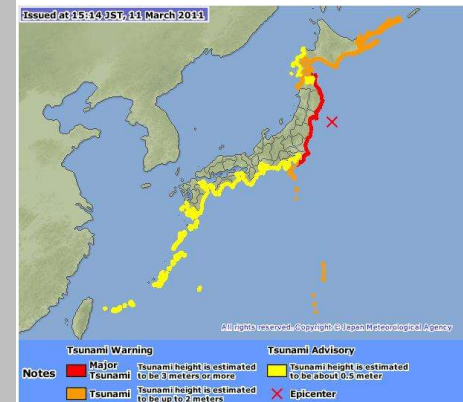 Issued at 15:14 JST, 11 March 2011
All rights reserved. Copyright © Japan Meteorological Agency
Notes
Tsunami Warning
Major Tsunami
Tsunami height is estimated
to be 3 meters or more
Tsunami
Tsunami height is estimated
to be up to 2 meters
Tsunami Advisory
Tsunami height is estimated
to be about 0.5 meter
Epicenter